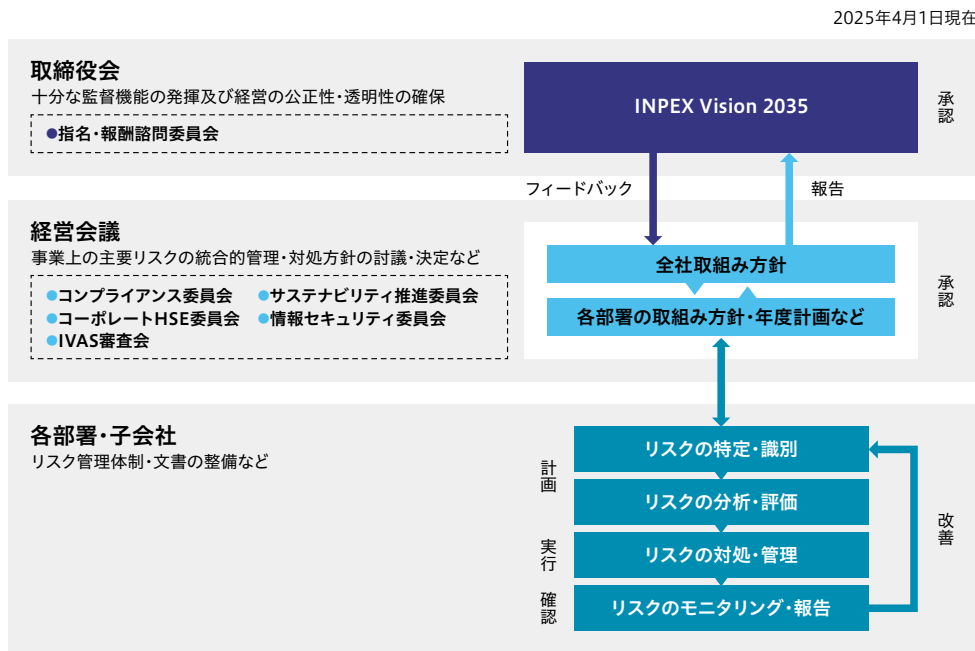 2025年4月1日現在
取締役会
十分な監督機能の発揮及び経営の公正性・透明性の確保
●指名・報酬諮問委員会
INPEX Vision 2035
承認
フィードバック
報告
経営会議
事業上の主要リスクの統合的管理・対処方針の討議・決定など
●コンプライアンス委員会 ●サステナビリティ推進委員会
●コーポレートHSE委員会 ●情報セキュリティ委員会
●IVAS審査会
全社取組み方針
各部署の取組み方針・年度計画など
承認
各部署・子会社
リスク管理体制・文書の整備など
計画
リスクの特定・識別
リスクの分析・評価
実行
リスクの対処・管理
確認
リスクのモニタリング・報告
改善